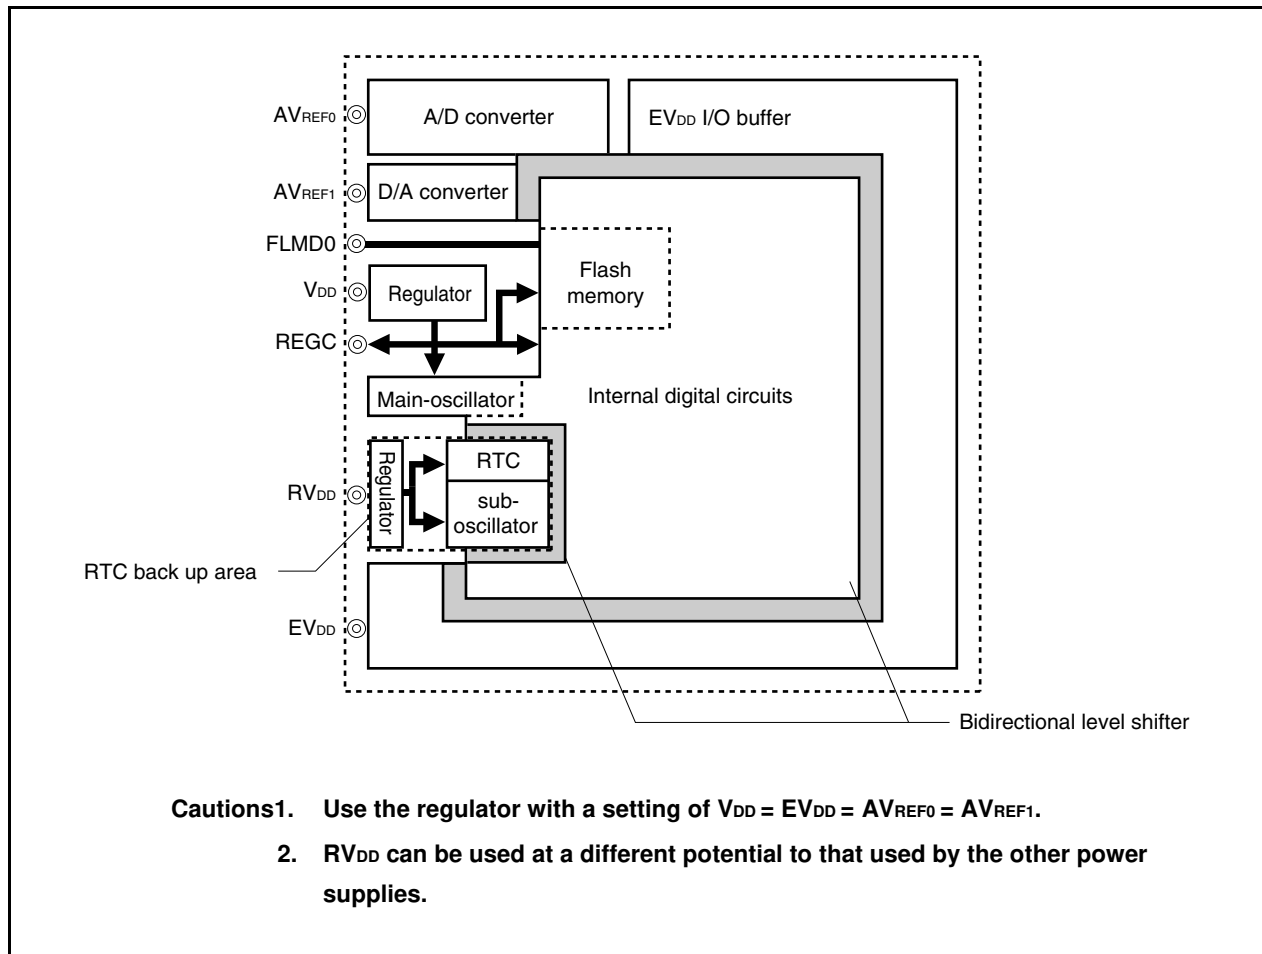 AVREF0
A/D converter
EVDD I/O buffer
AVREF1
D/A converter
FLMD0
Flash
memory
VDD
Regulator
REGC
Main-oscillator
Internal digital circuits
RVDD
Regulator
RTC
sub-
oscillator
RTC back up area
EVDD
Bidirectional level shifter
Cautions1. Use the regulator with a setting of VDD = EVDD = AVREF0 = AVREF1.
2. RVDD can be used at a different potential to that used by the other power
supplies.